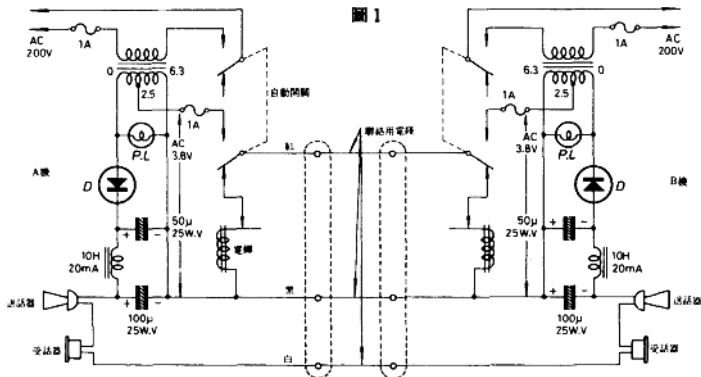 圖1
AC
200V
1A
0
6.3
2.5
1A
P.L
AC
3.8V
自動開關
A機
D
50μ
25W.V
+
-
10H
20mA
電鐸
+
-
100μ
25W.V
送話器
受話器
紅
聯絡用電線
黑
白
1A
AC
200V
6.3
0
2.5
1A
P.L
AC
3.8V
B機
D
50μ
25W.V
+
-
10H
20mA
+
-
100μ
25W.V
送話器
受話器